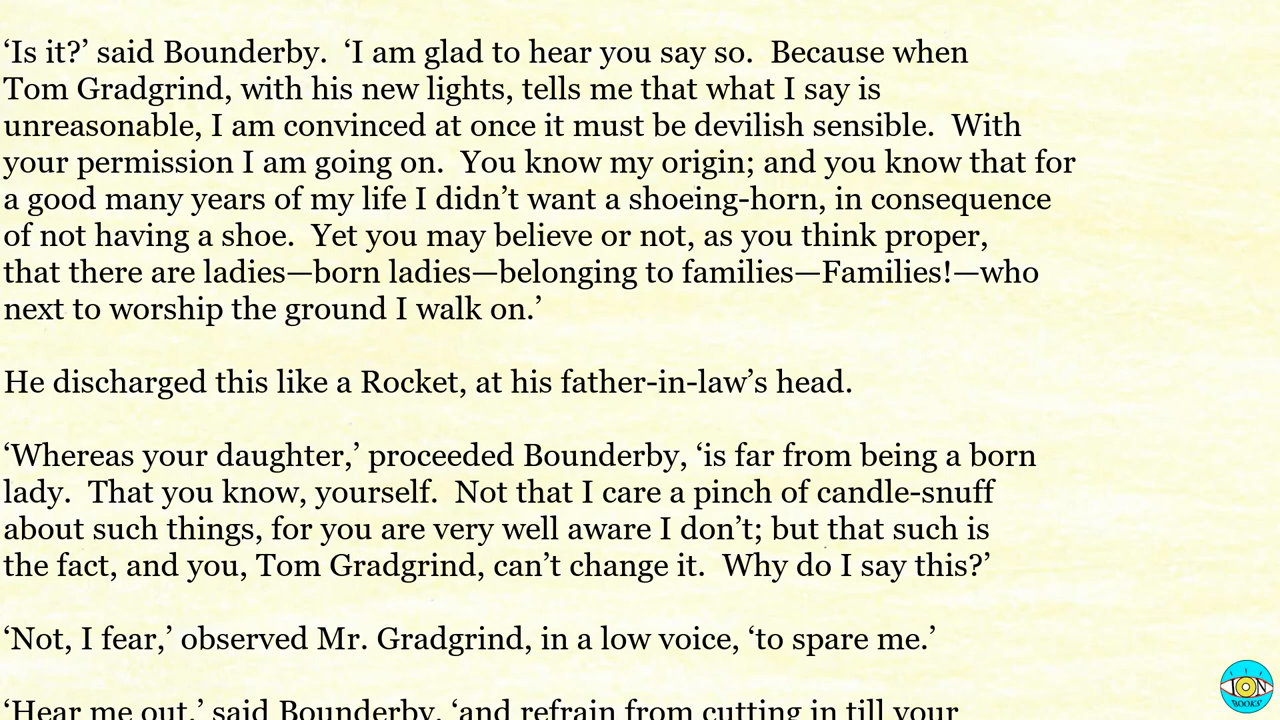 ‘Is it?’ said Bounderby.  ‘I am glad to hear you say so.  Because when
Tom Gradgrind, with his new lights, tells me that what I say is
unreasonable, I am convinced at once it must be devilish sensible.  With
your permission I am going on.  You know my origin; and you know that for
a good many years of my life I didn’t want a shoeing-horn, in consequence
of not having a shoe.  Yet you may believe or not, as you think proper,
that there are ladies—born ladies—belonging to families—Families!—who
next to worship the ground I walk on.’
He discharged this like a Rocket, at his father-in-law’s head.
‘Whereas your daughter,’ proceeded Bounderby, ‘is far from being a born
lady.  That you know, yourself.  Not that I care a pinch of candle-snuff
about such things, for you are very well aware I don’t; but that such is
the fact, and you, Tom Gradgrind, can’t change it.  Why do I say this?’
‘Not, I fear,’ observed Mr. Gradgrind, in a low voice, ‘to spare me.’
‘Hear me out,’ said Bounderby, ‘and refrain from cutting in till your
ION
BOOKS